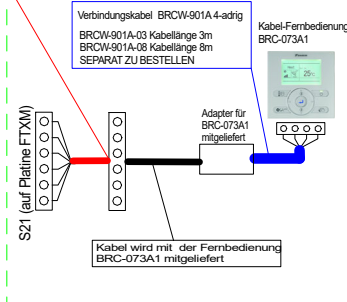 Verbindungskabel BRCW-901A 4-adrig
BRCW-901A-03 Kabellänge 3m
BRCW-901A-08 Kabellänge 8m
SEPARAT ZU BESTELLEN
Kabel-Fernbedienung
BRC-073A1
Adapter für
BRC-073A1
mitgeliefert
S21 (auf Platine FTXM)
Kabel wird mit der Fernbedienung
BRC-073A1 mitgeliefert